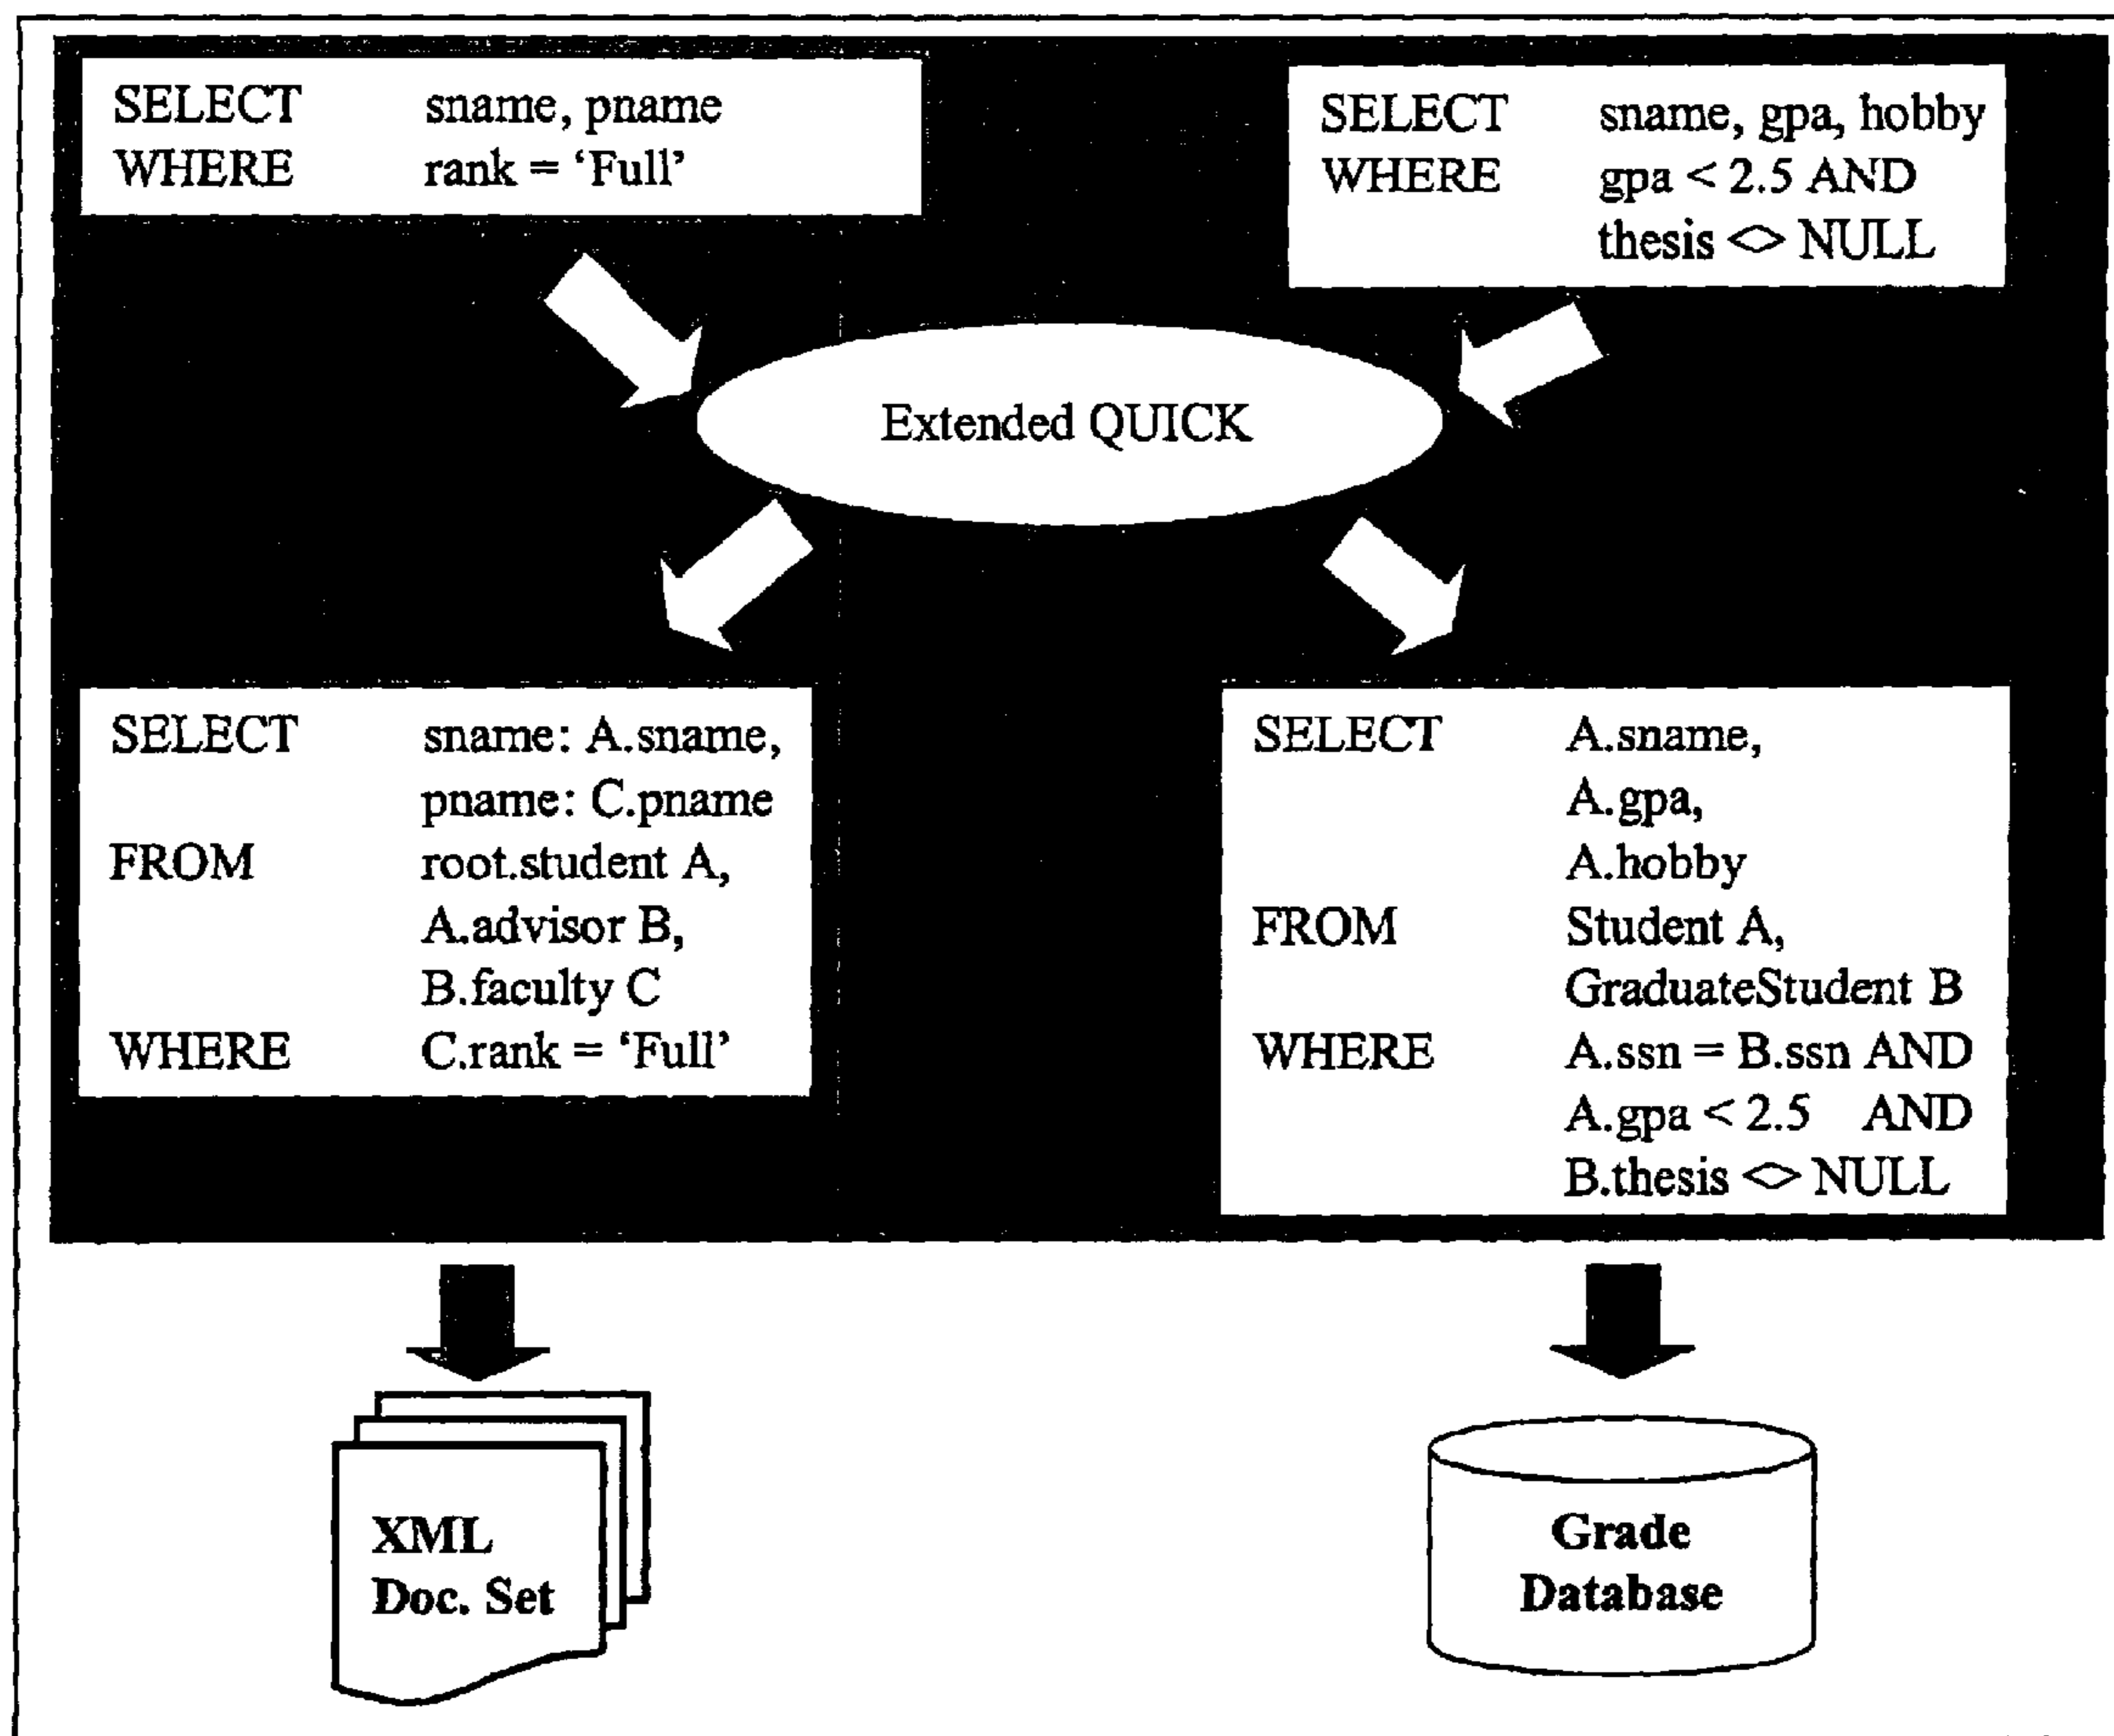 SELECT sname, pname
WHERE rank = ‘Full’
SELECT sname, gpa, hobby
WHERE gpa < 2.5 AND
thesis <> NULL
Extended QUICK
SELECT sname: A.sname,
pname: C.pname
FROM root.student A,
A.advisor B,
B.faculty C
WHERE C.rank = ‘Full’
SELECT A.sname,
A.gpa,
A.hobby
FROM Student A,
GraduateStudent B
WHERE A.ssn = B.ssn AND
A.gpa < 2.5 AND
B.thesis <> NULL
XML
Doc. Set
Grade
Database